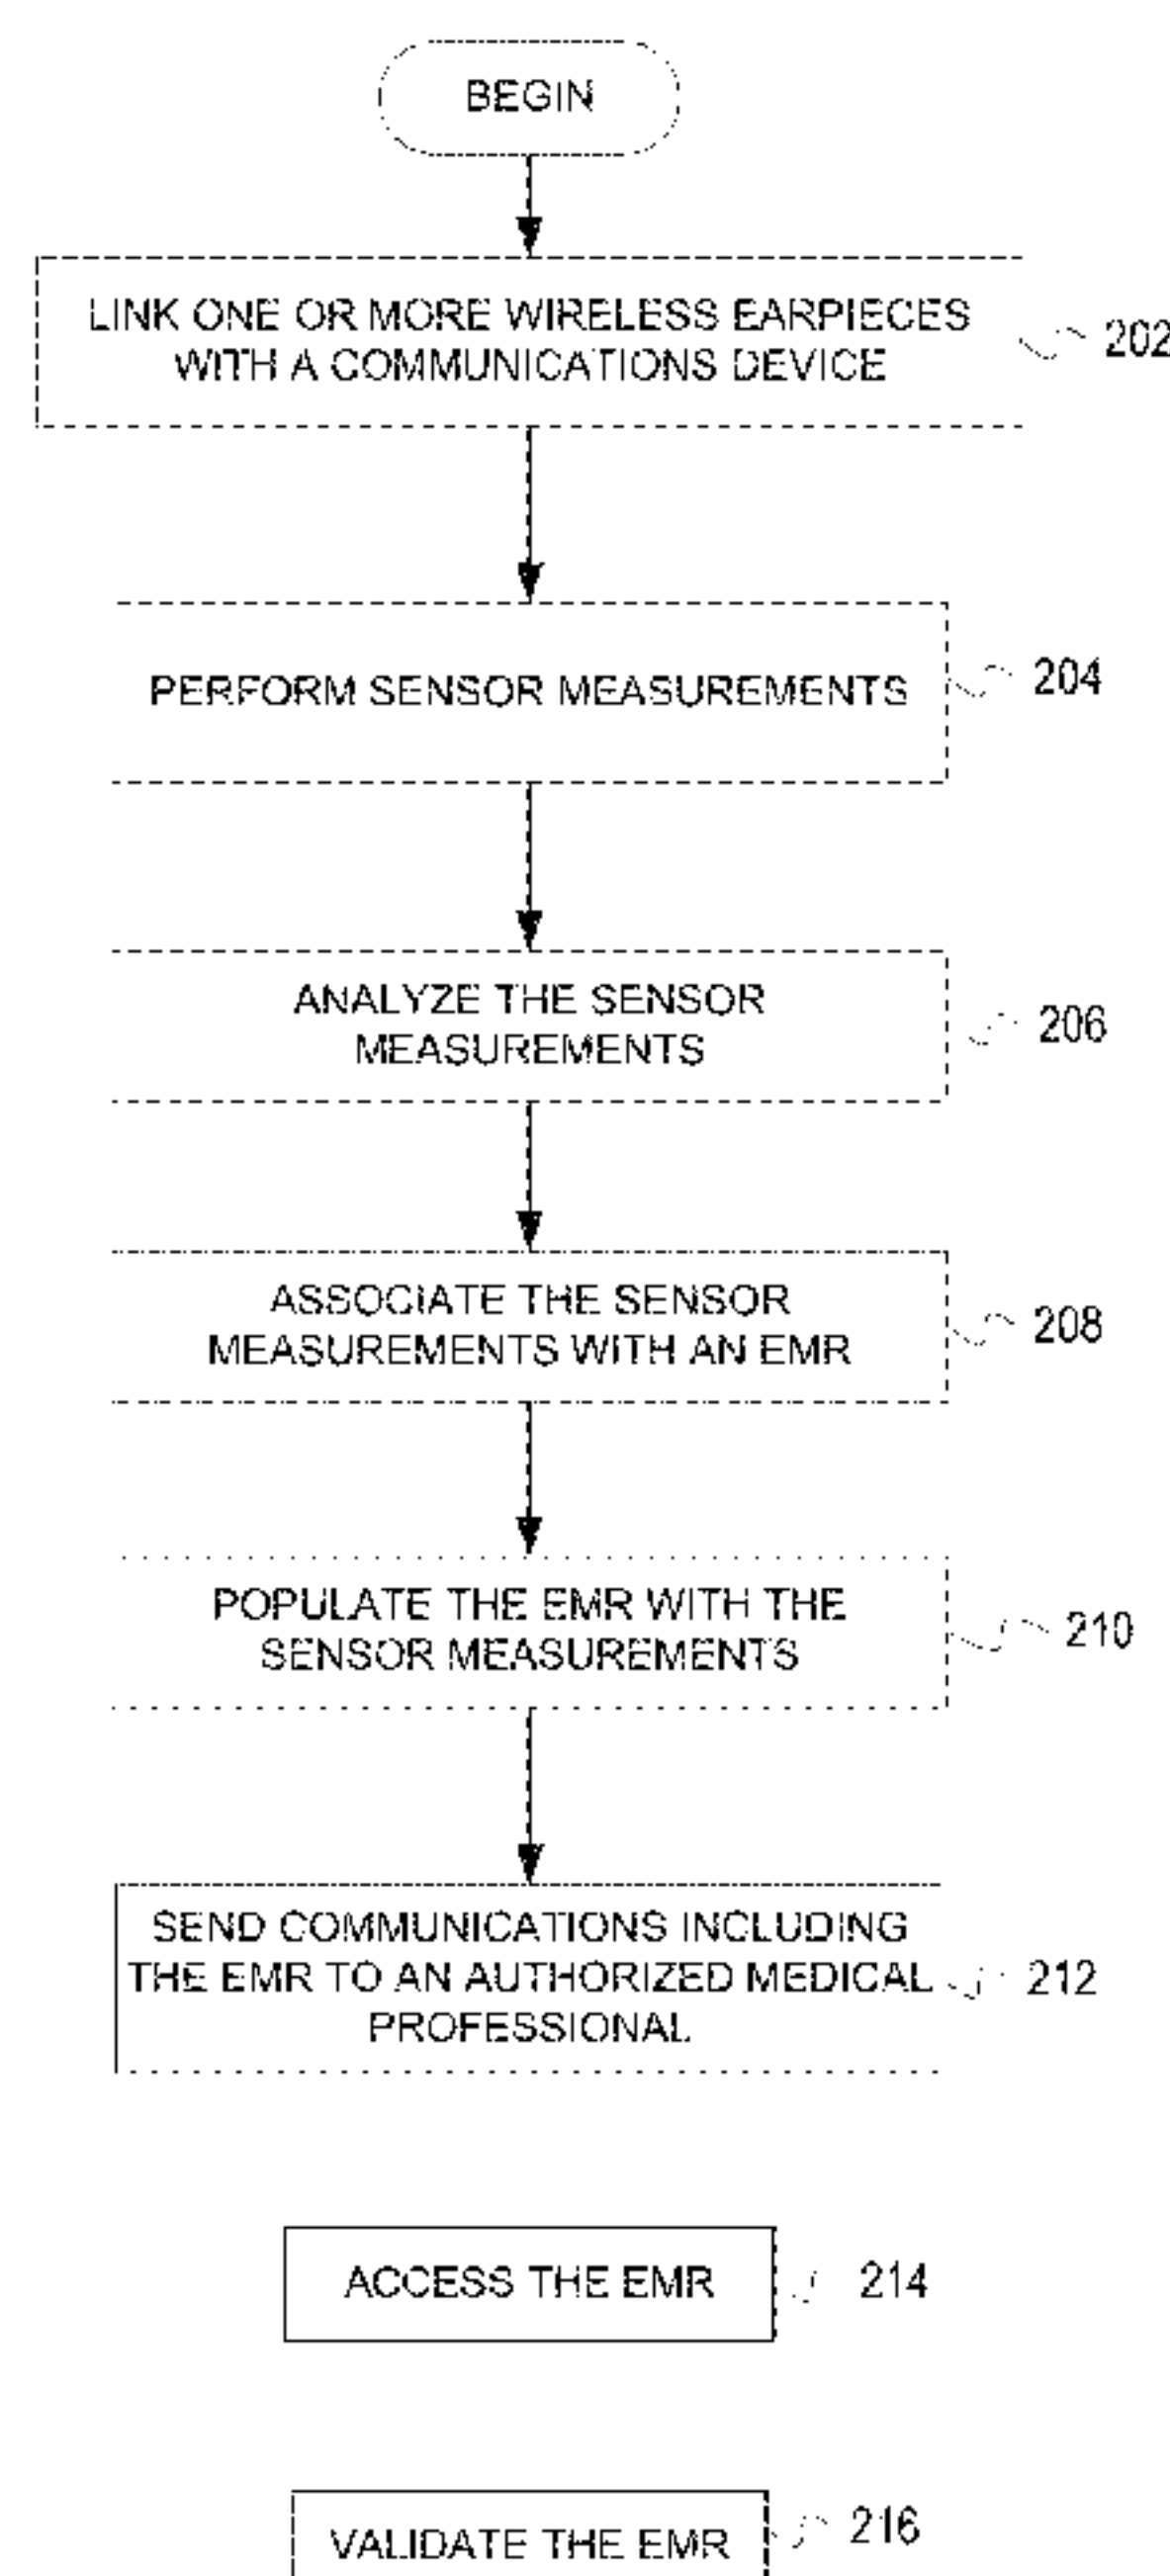 BEGIN
LINK ONE OR MORE WIRELESS EARPIECES
WITH A COMMUNICATIONS DEVICE
202
PERFORM SENSOR MEASUREMENTS
204
ANALYZE THE SENSOR
MEASUREMENTS
206
ASSOCIATE THE SENSOR
MEASUREMENTS WITH AN EMR
208
POPULATE THE EMR WITH THE
SENSOR MEASUREMENTS
210
SEND COMMUNICATIONS INCLUDING
THE EMR TO AN AUTHORIZED MEDICAL
PROFESSIONAL
212
ACCESS THE EMR
214
VALIDATE THE EMR
216